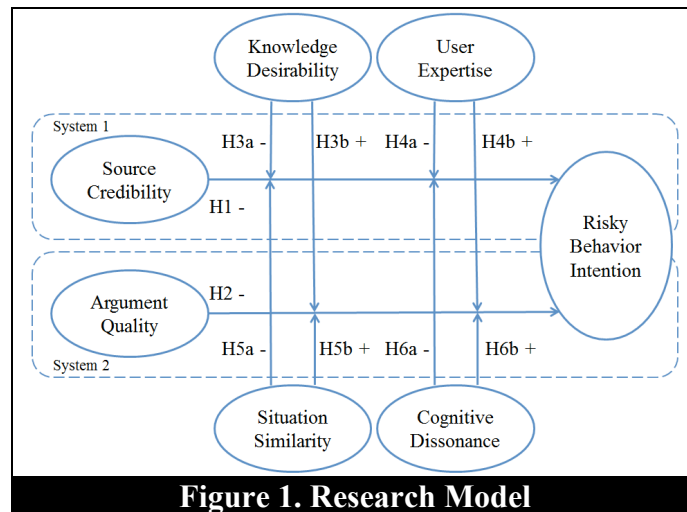 Knowledge
Desirability
User
Expertise
System 1
H3a -
H3b +
H4a -
H4b +
Source
Credibility
H1 -
Risky
Behavior
Intention
Argument
Quality
H2 -
H5a -
H5b +
H6a -
H6b +
System 2
Situation
Similarity
Cognitive
Dissonance
Figure 1. Research Model